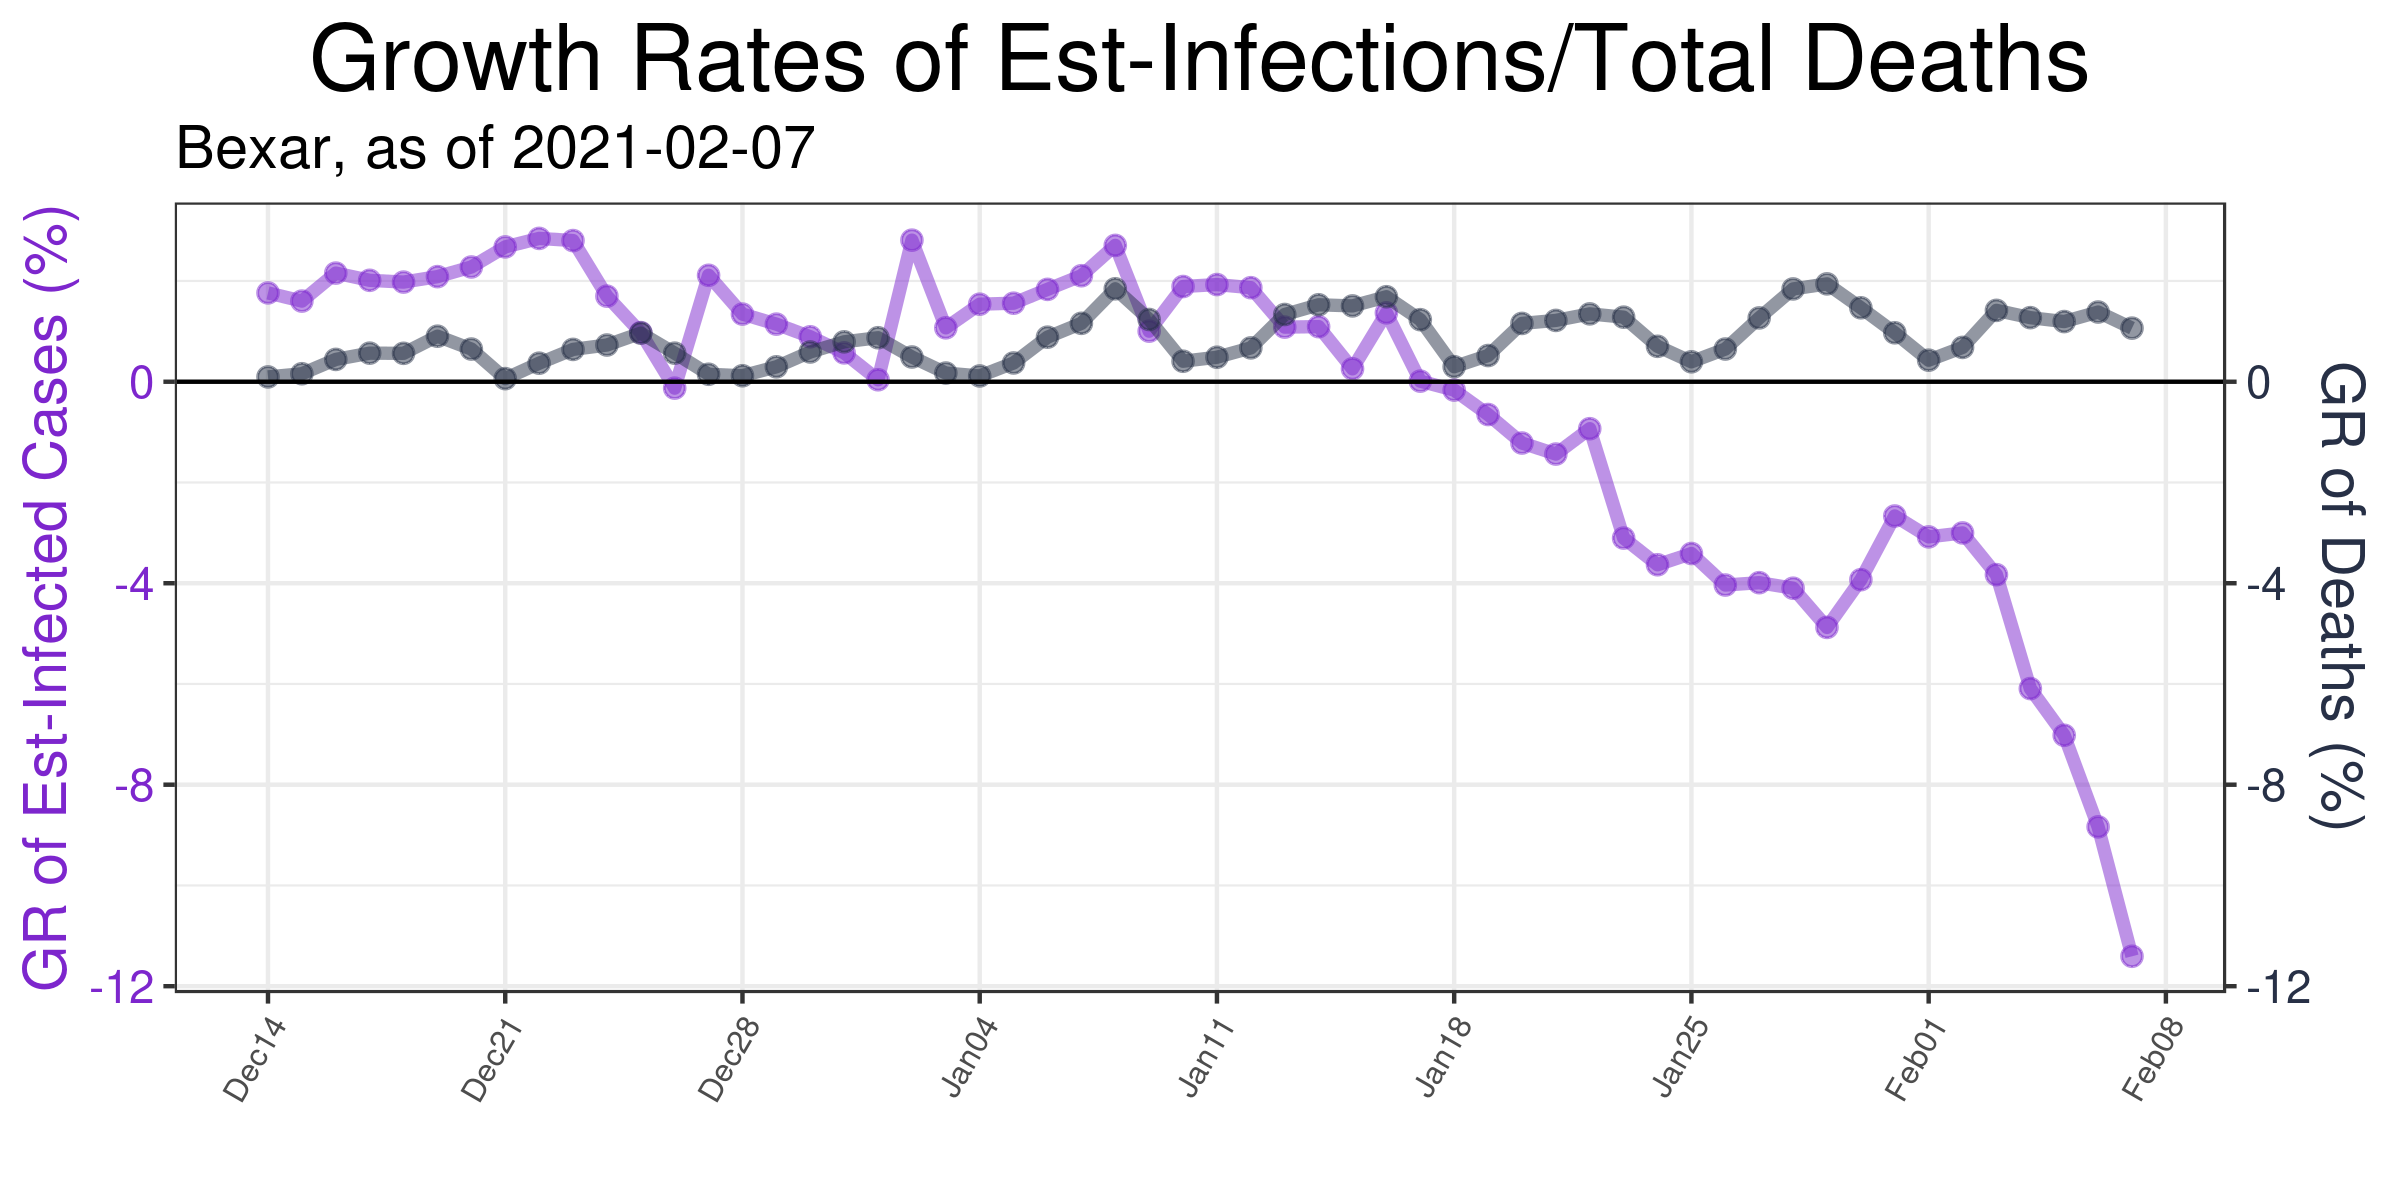 Growth Rates of Est-Infections/Total Deaths
Bexar, as of 2021-02-07
GR of Est-Infected Cases (%)
0
-4
-8
-12
0
-4
-8
-12
GR of Deaths (%)
Dec14
Dec21
Dec28
Jan04
Jan11
Jan18
Jan25
Feb01
Feb08